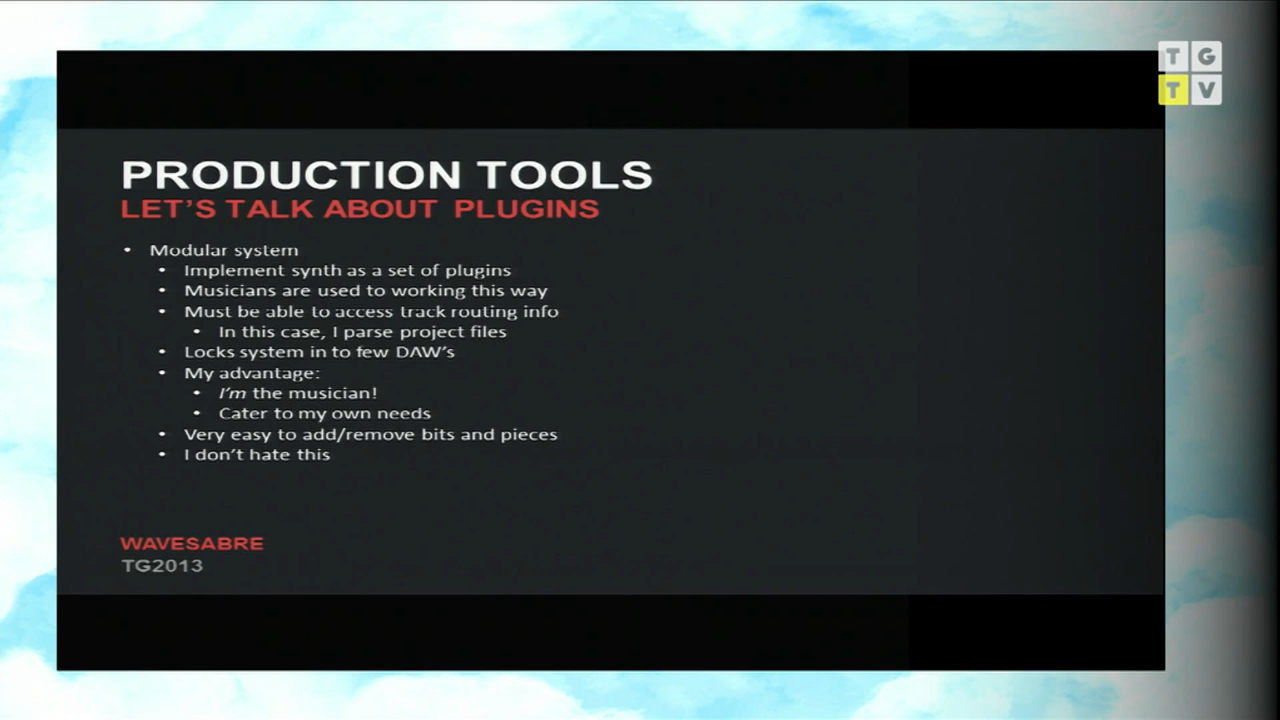 T G
T V
PRODUCTION TOOLS
LET'S TALK ABOUT PLUGINS
• Modular system
• Implement synth as a set of plugins
• Musicians are used to working this way
• Must be able to access track routing info
• In this case, I parse project files
• Locks system in to few DAW's
• My advantage:
• I'm the musician!
• Cater to my own needs
• Very easy to add/remove bits and pieces
• I don't hate this
WAVESABRE
TG2013